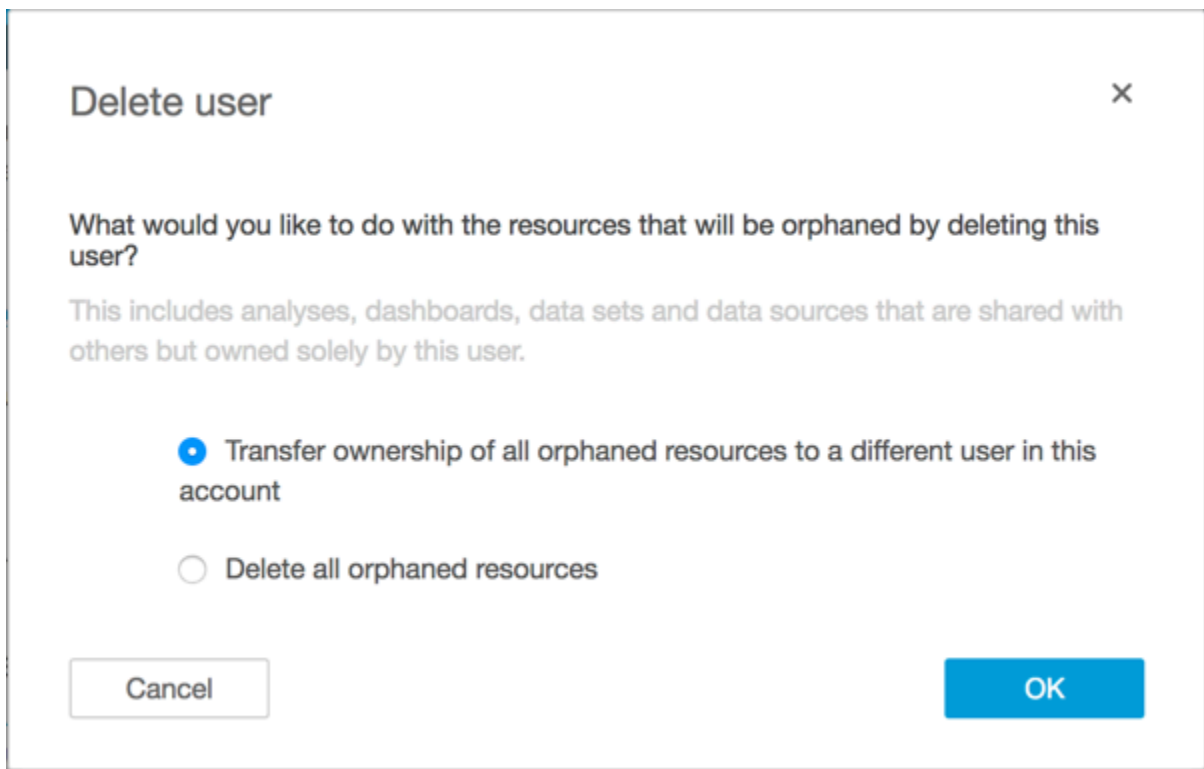 Delete user
What would you like to do with the resources that will be orphaned by deleting this
user?
This includes analyses, dashboards, data sets and data sources that are shared with
others but owned solely by this user.
Transfer ownership of all orphaned resources to a different user in this
account
Delete all orphaned resources
Cancel
OK